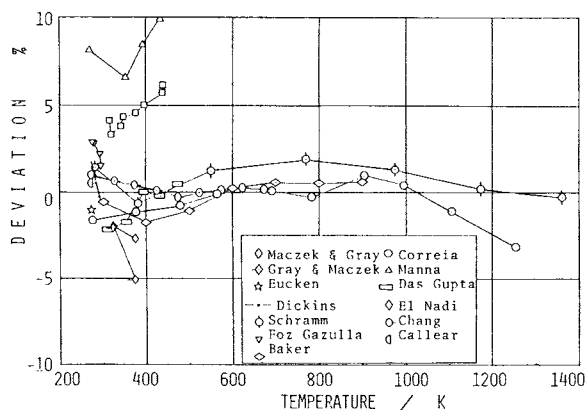 10
5
0
-5
-10
DEVIATION %
Maczek & Gray
Gray & Maczek
Eucken
Dickins
Schramm
Foz Gazulla
Baker
Correia
Manna
Das Gupta
El Nadi
Chang
Callear
200 400 600 800 1000 1200 1400
TEMPERATURE / K